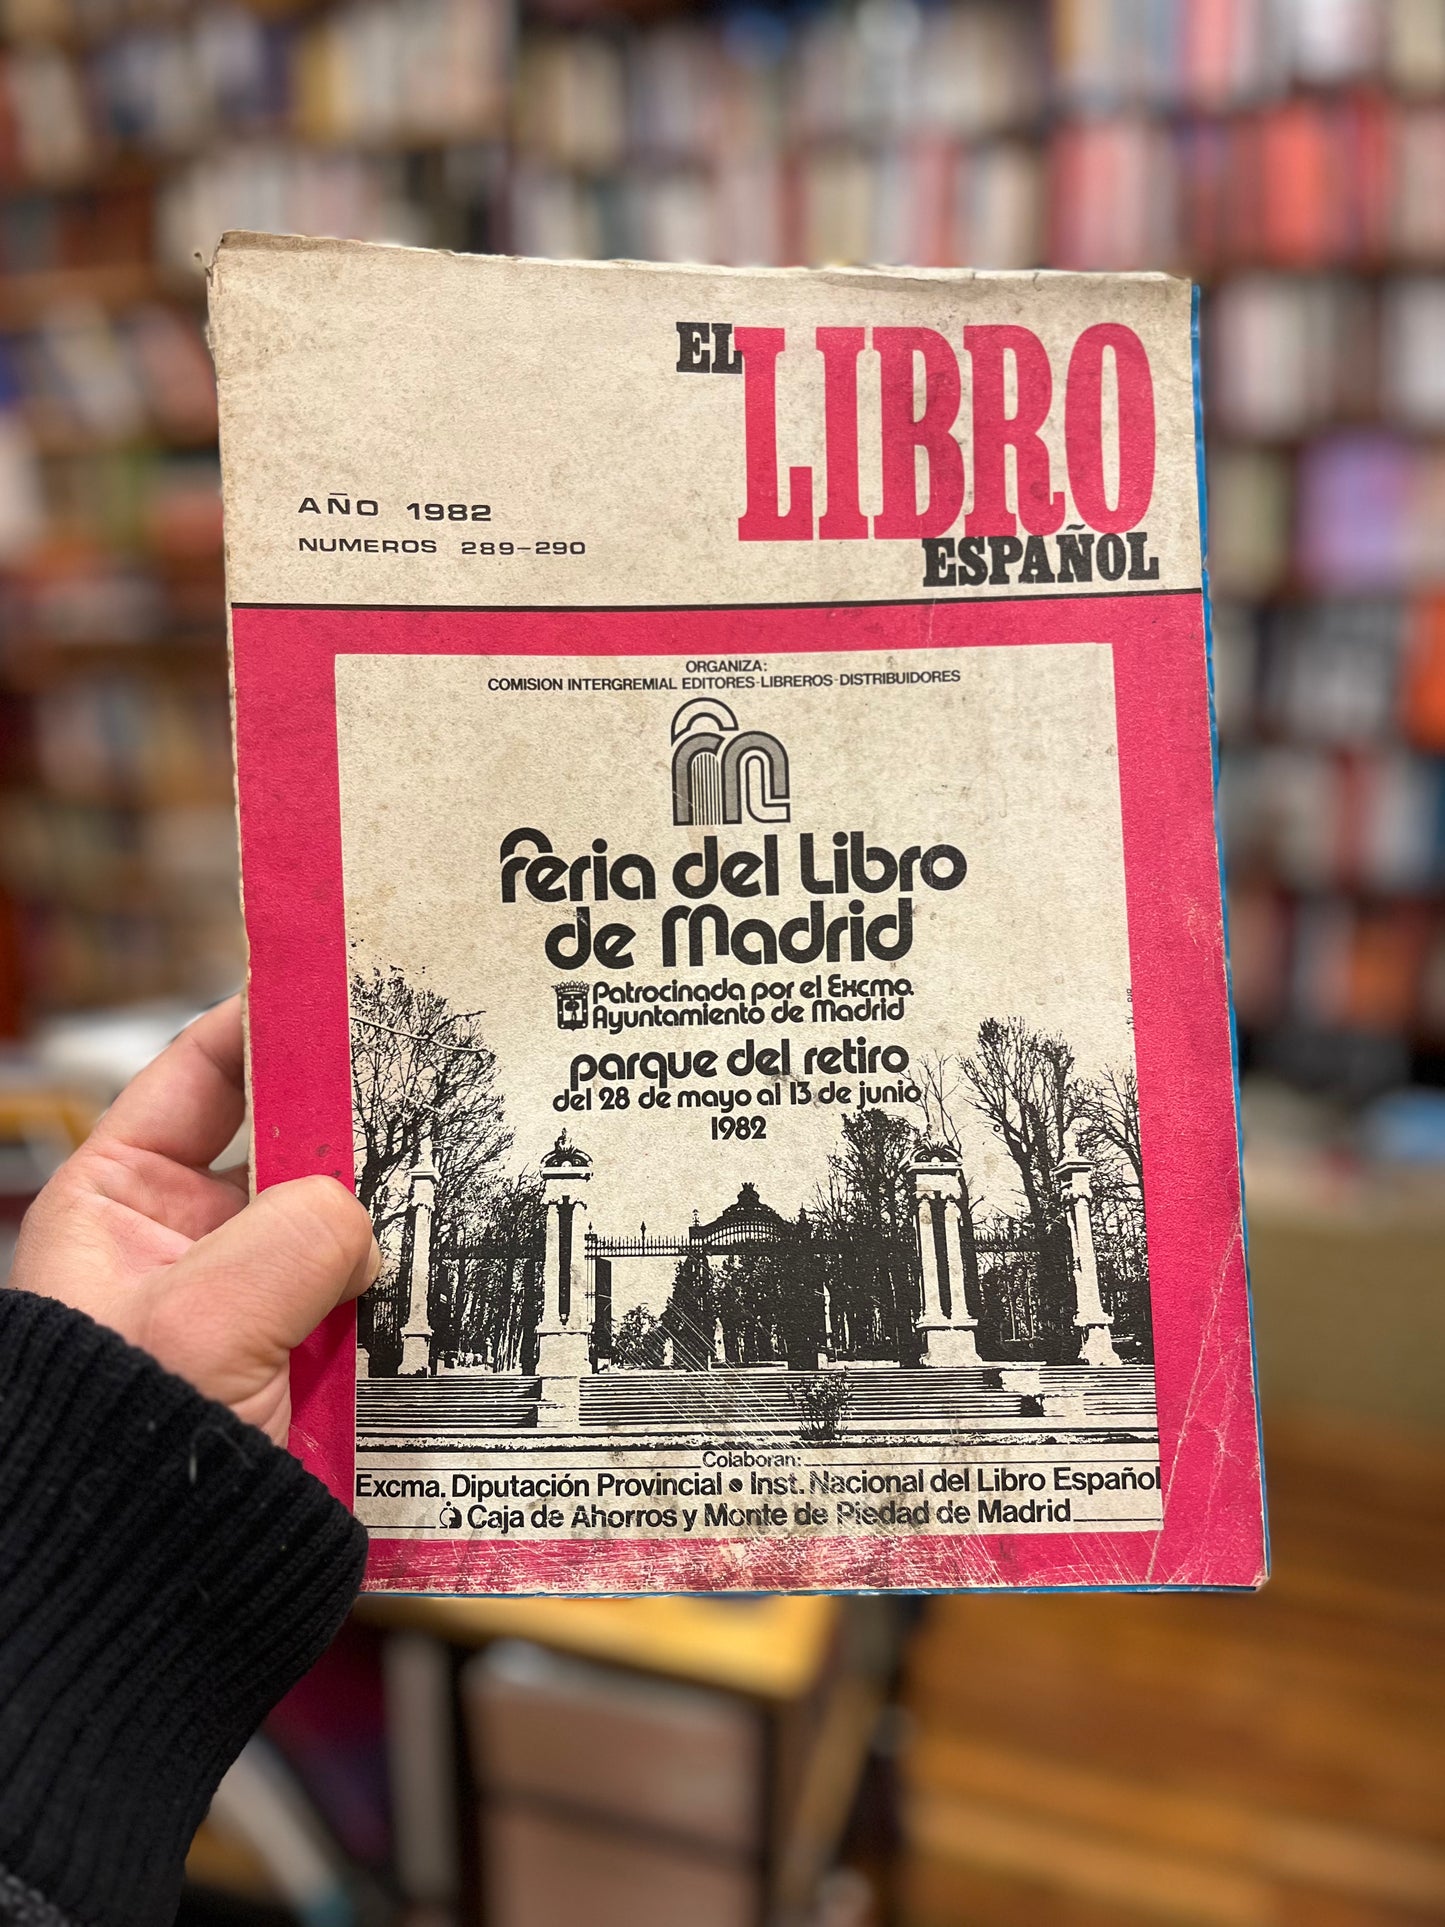 EL LIBRO
ESPAÑOL
AÑO 1982
NUMEROS 289-290
ORGANIZA:
COMISION INTERGREMIAL EDITORES-LIBREROS-DISTRIBUIDORES
Feria del Libro
de Madrid
Patrocinada por el Excmo.
Ayuntamiento de Madrid
parque del retiro
del 28 de mayo al 13 de junio
1982
Colaboran:
Excma. Diputación Provincial • Inst. Nacional del Libro Español
Caja de Ahorros y Monte de Piedad de Madrid